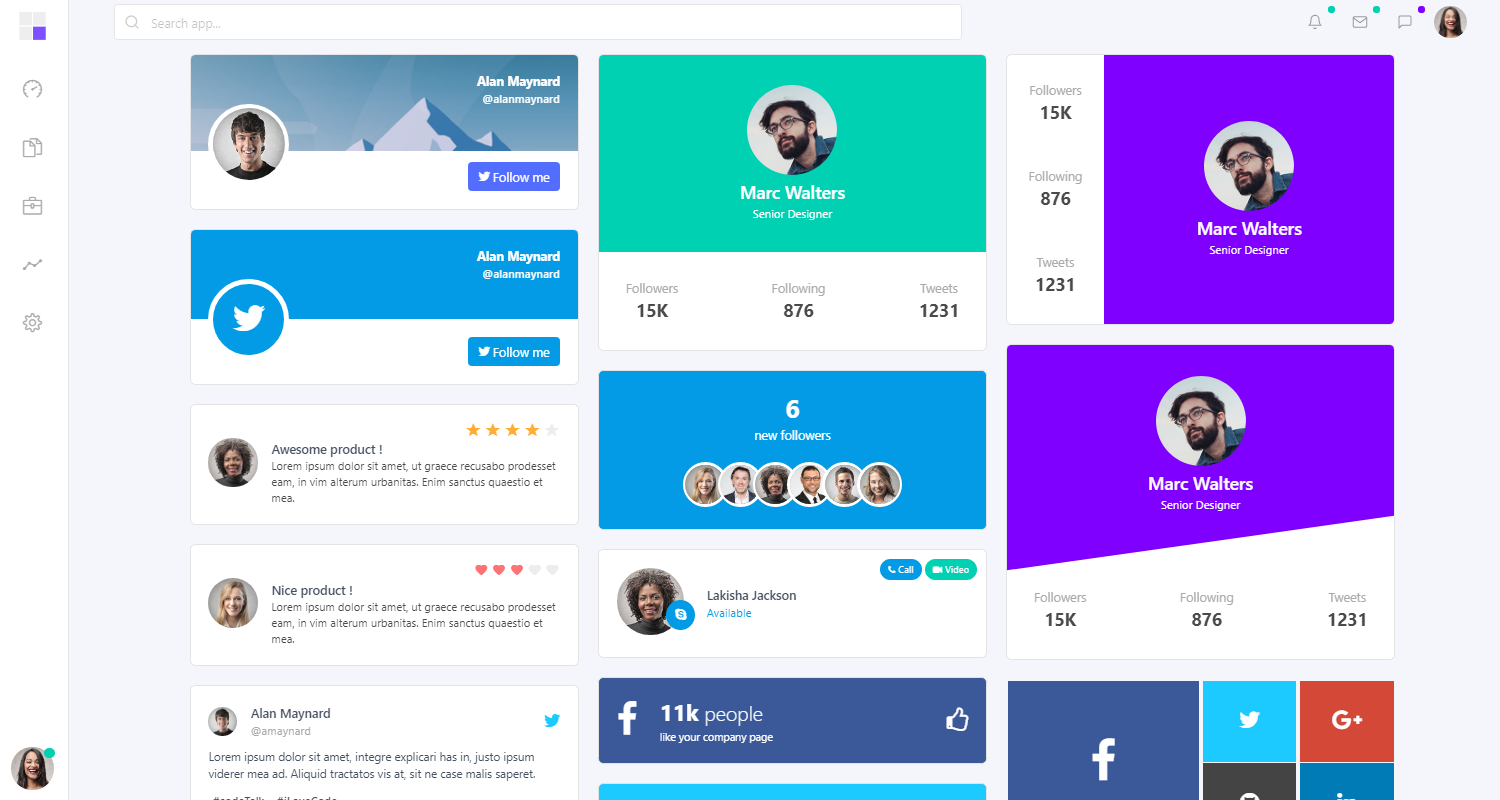 Search app...
Alan Maynard
@alanmaynard
Follow me
Alan Maynard
@alanmaynard
Follow me
Awesome product !
Lorem ipsum dolor sit amet, ut graece recusabo prodesset
eam, in vim alterum urbanitas. Enim sanctus quaestio et
mea.
Nice product !
Lorem ipsum dolor sit amet, ut graece recusabo prodesset
eam, in vim alterum urbanitas. Enim sanctus quaestio et
mea.
Alan Maynard
@amaynard
Lorem ipsum dolor sit amet, integre explicari has in, justo ipsum
viderer mea ad. Aliquid tractatos vis at, sit ne case malis saperet.
#codeTalk #iLoveCode
Marc Walters
Senior Designer
Followers Following Tweets
15K 876 1231
6
new followers
Call Video
Lakisha Jackson
Available
11k people
like your company page
Followers
15K
Following
876
Tweets
1231
Marc Walters
Senior Designer
Marc Walters
Senior Designer
Followers Following Tweets
15K 876 1231